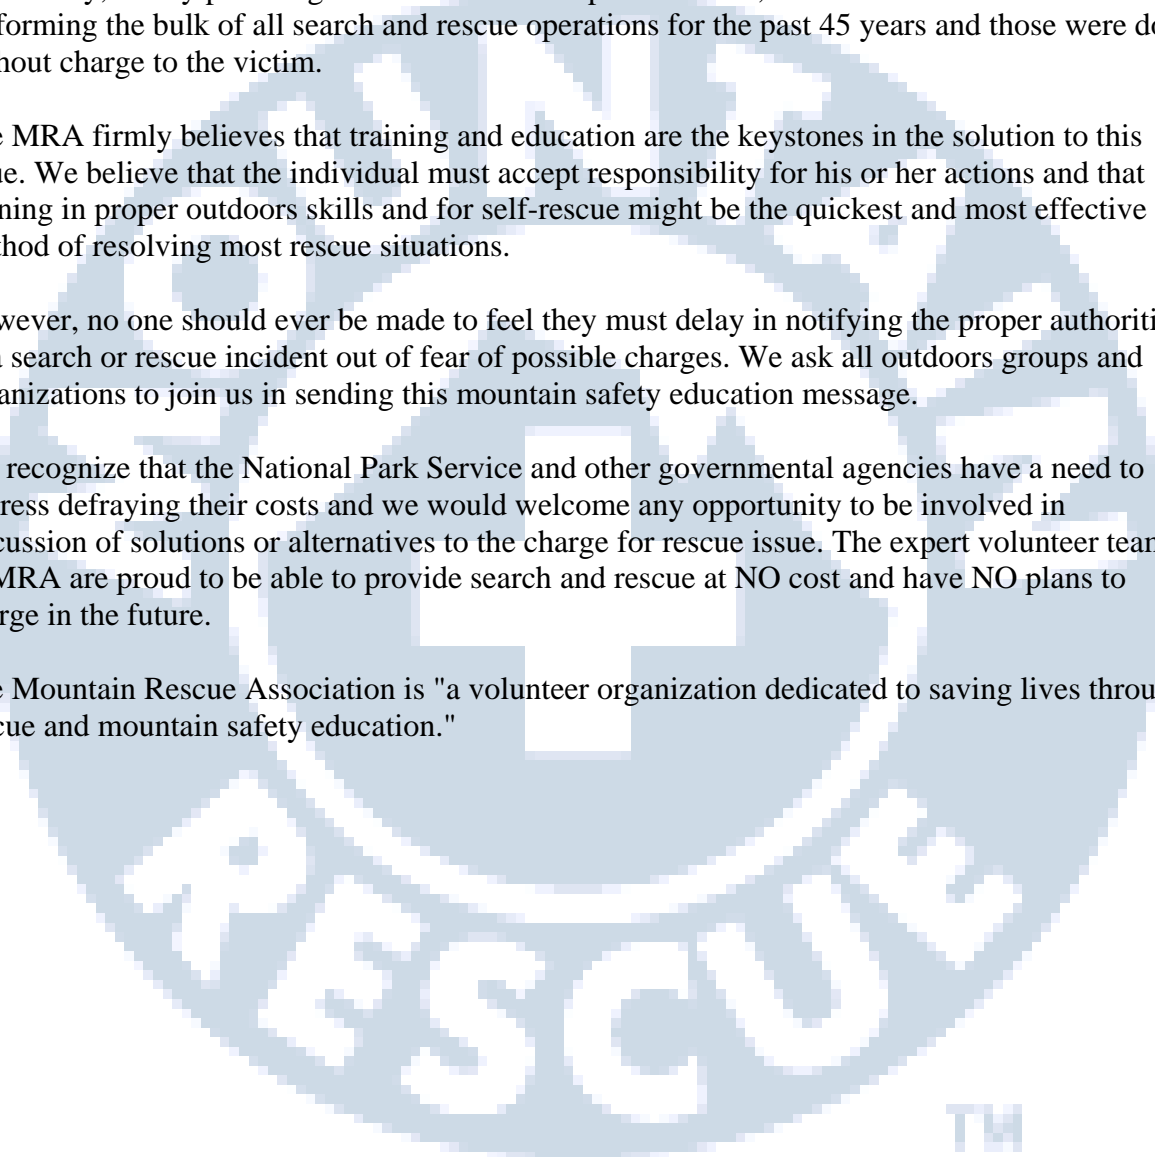 forming the bulk of all search and rescue operations for the past 45 years and those were do
hout charge to the victim.
e MRA firmly believes that training and education are the keystones in the solution to this
ue. We believe that the individual must accept responsibility for his or her actions and that
ning in proper outdoors skills and for self-rescue might be the quickest and most effective
thod of resolving most rescue situations.
wever, no one should ever be made to feel they must delay in notifying the proper authoriti
a search or rescue incident out of fear of possible charges. We ask all outdoors groups and
anizations to join us in sending this mountain safety education message.
recognize that the National Park Service and other governmental agencies have a need to
ress defraying their costs and we would welcome any opportunity to be involved in
cussion of solutions or alternatives to the charge for rescue issue. The expert volunteer team
MRA are proud to be able to provide search and rescue at NO cost and have NO plans to
rge in the future.
e Mountain Rescue Association is "a volunteer organization dedicated to saving lives throu
cue and mountain safety education."
MOUNTAIN
RESCUE
TM